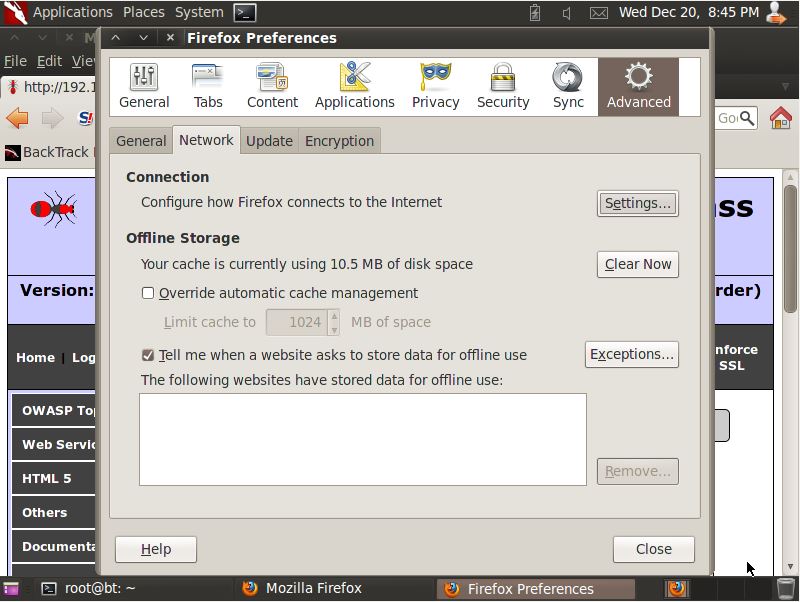 Applications Places System Wed Dec 20, 8:45 PM
Firefox Preferences
File Edit
General Tabs Content Applications Privacy Security Sync Advanced
http://192.1
General Network Update Encryption
BackTrack
Connection
Configure how Firefox connects to the Internet Settings...
ss
Offline Storage
Your cache is currently using 10.5 MB of disk space Clear Now
Version: Override automatic cache management rder)
Limit cache to 1024 MB of space
Home | Log Tell me when a website asks to store data for offline use Exceptions... nforce
SSL
The following websites have stored data for offline use:
OWASP To
Web Servic
HTML 5 Remove...
Others
Documenta Help Close
root@bt: ~ Mozilla Firefox Firefox Preferences